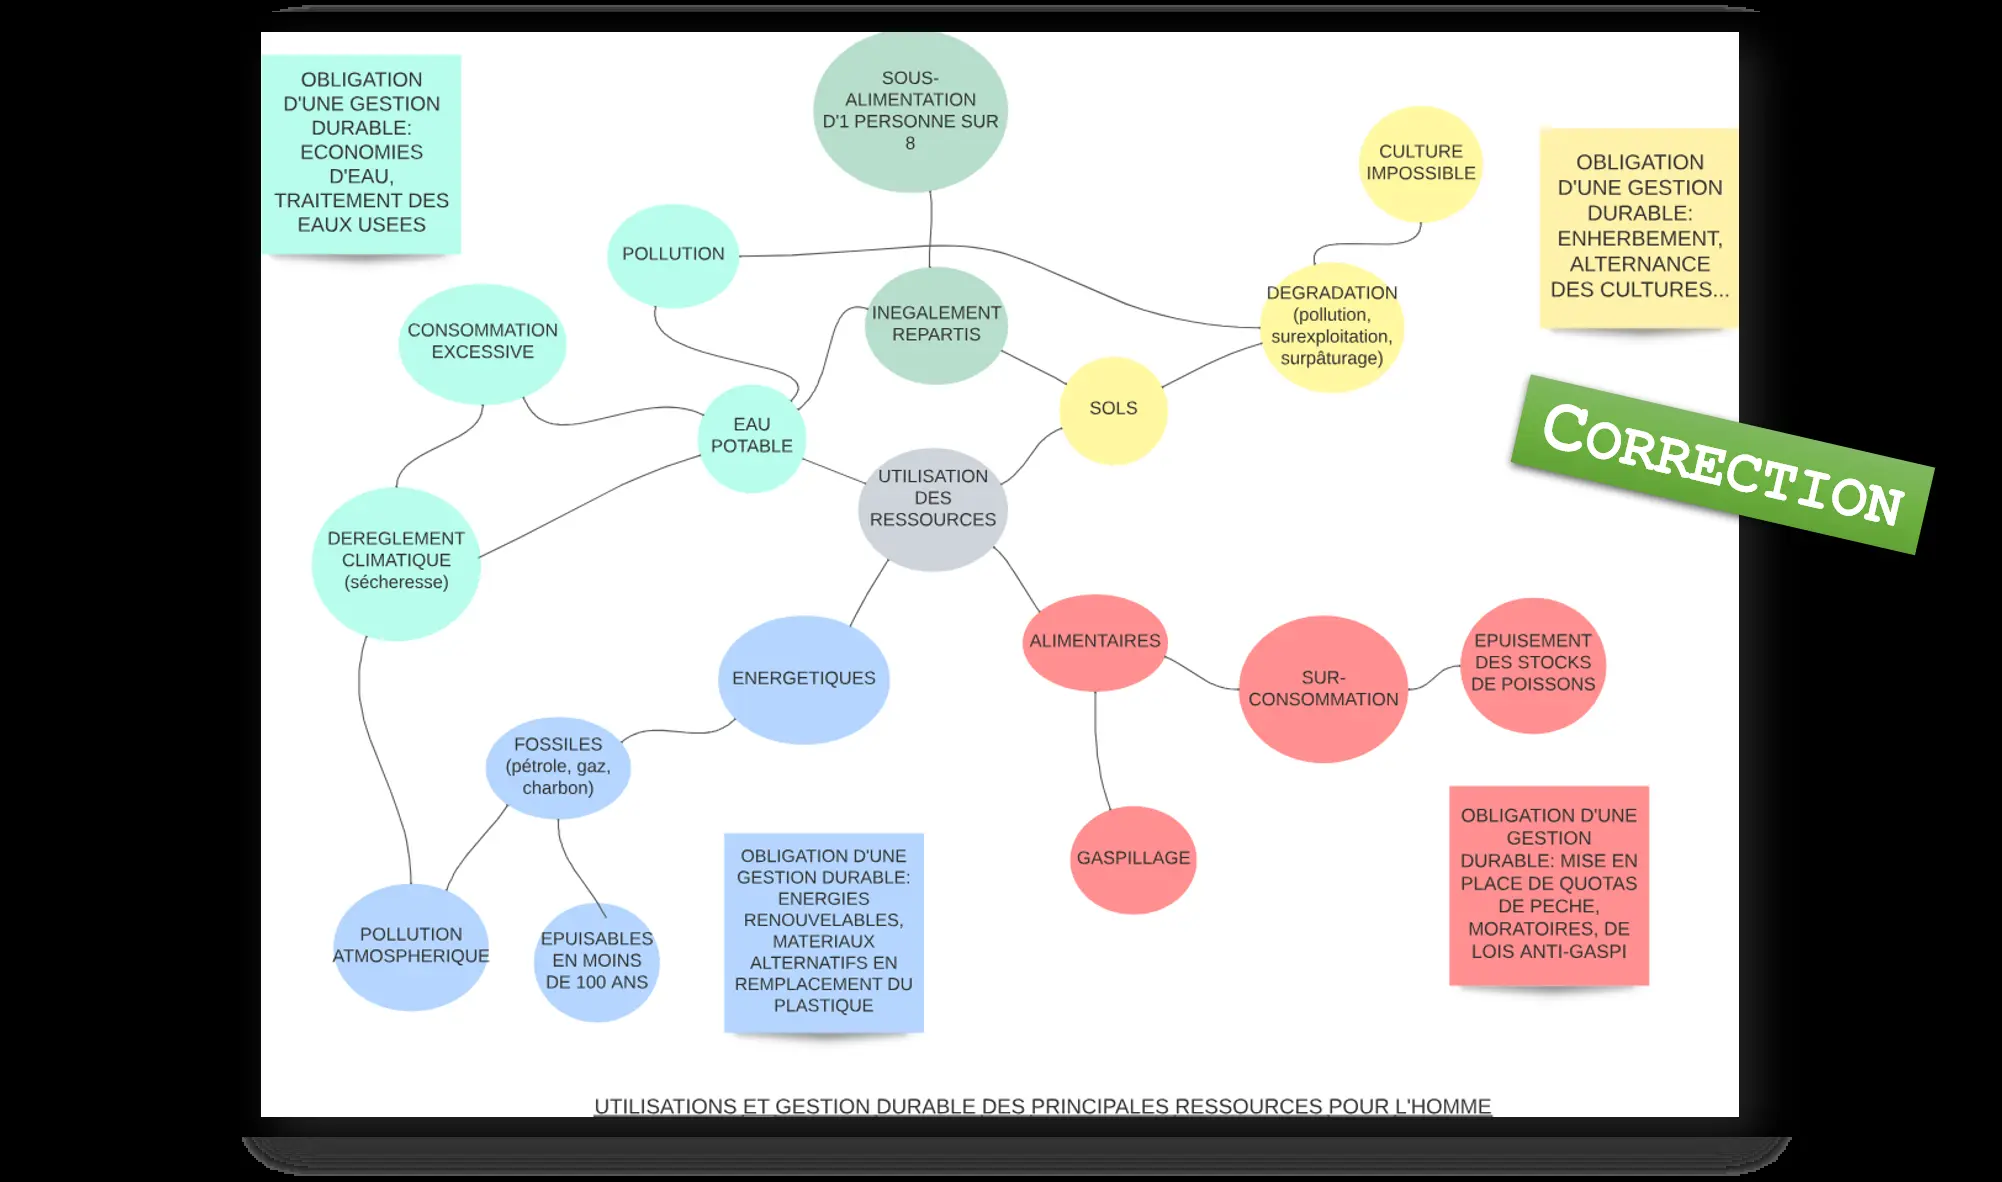 OBLIGATION
D'UNE GESTION
DURABLE:
ECONOMIES
D'EAU,
TRAITEMENT DES
EAUX USEES
SOUS-
ALIMENTATION
D'1 PERSONNE SUR
8
CULTURE
IMPOSSIBLE
OBLIGATION
D'UNE GESTION
DURABLE:
ENHERBEMENT,
ALTERNANCE
DES CULTURES...
POLLUTION
CONSOMMATION
EXCESSIVE
INEGALEMENT
REPARTIS
DEGRADATION
(pollution,
surexploitation,
surpâturage)
SOLS
EAU
POTABLE
CORRECTION
UTILISATION
DES
RESSOURCES
DEREGLEMENT
CLIMATIQUE
(sécheresse)
ENERGETIQUES
ALIMENTAIRES
SUR-
CONSOMMATION
EPUISEMENT
DES STOCKS
DE POISSONS
FOSSILES
(pétrole, gaz,
charbon)
GASPILLAGE
OBLIGATION D'UNE
GESTION
DURABLE: MISE EN
PLACE DE QUOTAS
DE PECHE,
MORATOIRES, DE
LOIS ANTI-GASPI
POLLUTION
ATMOSPHERIQUE
EPUISABLES
EN MOINS
DE 100 ANS
OBLIGATION D'UNE
GESTION DURABLE:
ENERGIES
RENOUVELABLES,
MATERIAUX
ALTERNATIFS EN
REMPLACEMENT DU
PLASTIQUE
UTILISATIONS ET GESTION DURABLE DES PRINCIPALES RESSOURCES POUR L'HOMME